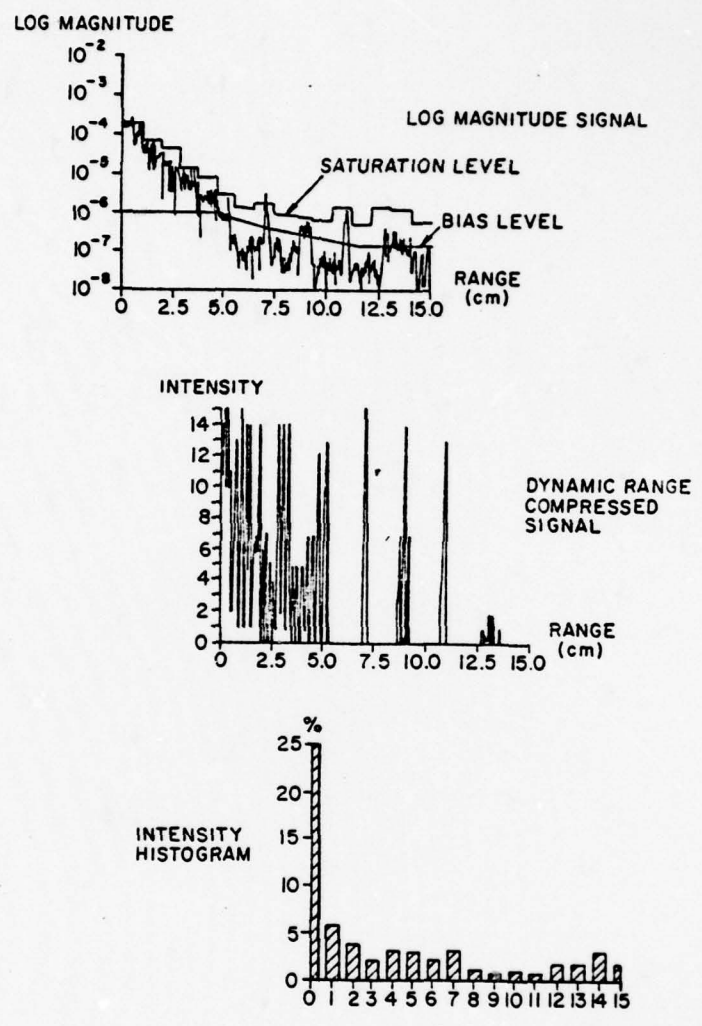 LOG MAGNITUDE
10-2
10-3
10-4
10-5
10-6
10-7
10-8
LOG MAGNITUDE SIGNAL
SATURATION LEVEL
BIAS LEVEL
RANGE
(cm)
0 2.5 5.0 7.5 10.0 12.5 15.0
INTENSITY
14
12
10
8
6
4
2
0
DYNAMIC RANGE
COMPRESSED
SIGNAL
RANGE
(cm)
0 2.5 5.0 7.5 10.0 12.5 15.0
%
25
20
15
10
5
0
INTENSITY
HISTOGRAM
0 1 2 3 4 5 6 7 8 9 10 11 12 13 14 15